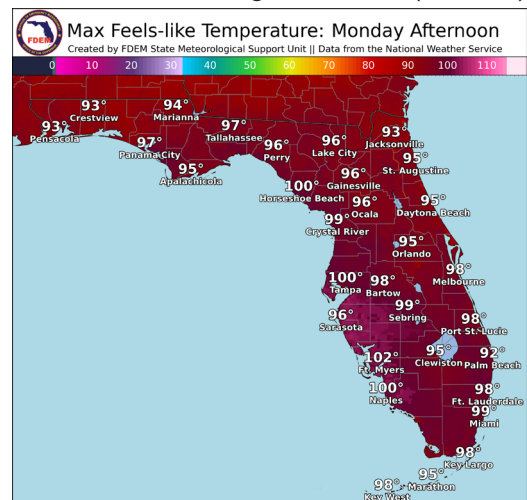 FDEM
Max Feels-like Temperature: Monday Afternoon
Created by FDEM State Meteorological Support Unit || Data from the National Weather Service
0 10 20 30 40 50 60 70 80 90 100 110
93°
Crestview
94°
Marianna
93°
Pensacola
97°
Panama City
97°
Tallahassee
95°
Apalachicola
96°
Perry
96°
Lake City
93°
Jacksonville
95°
St. Augustine
96°
Gainesville
100°
Horseshoe Beach
96°
Ocala
95°
Daytona Beach
99°
Crystal River
95°
Orlando
98°
Melbourne
100°
Tampa
98°
Bartow
99°
Sebring
96°
Sarasota
98°
Port St. Lucie
95°
Clewiston
92°
Palm Beach
102°
Ft. Myers
100°
Naples
98°
Ft. Lauderdale
99°
Miami
98°
Key Largo
95°
Marathon
98°
Key West